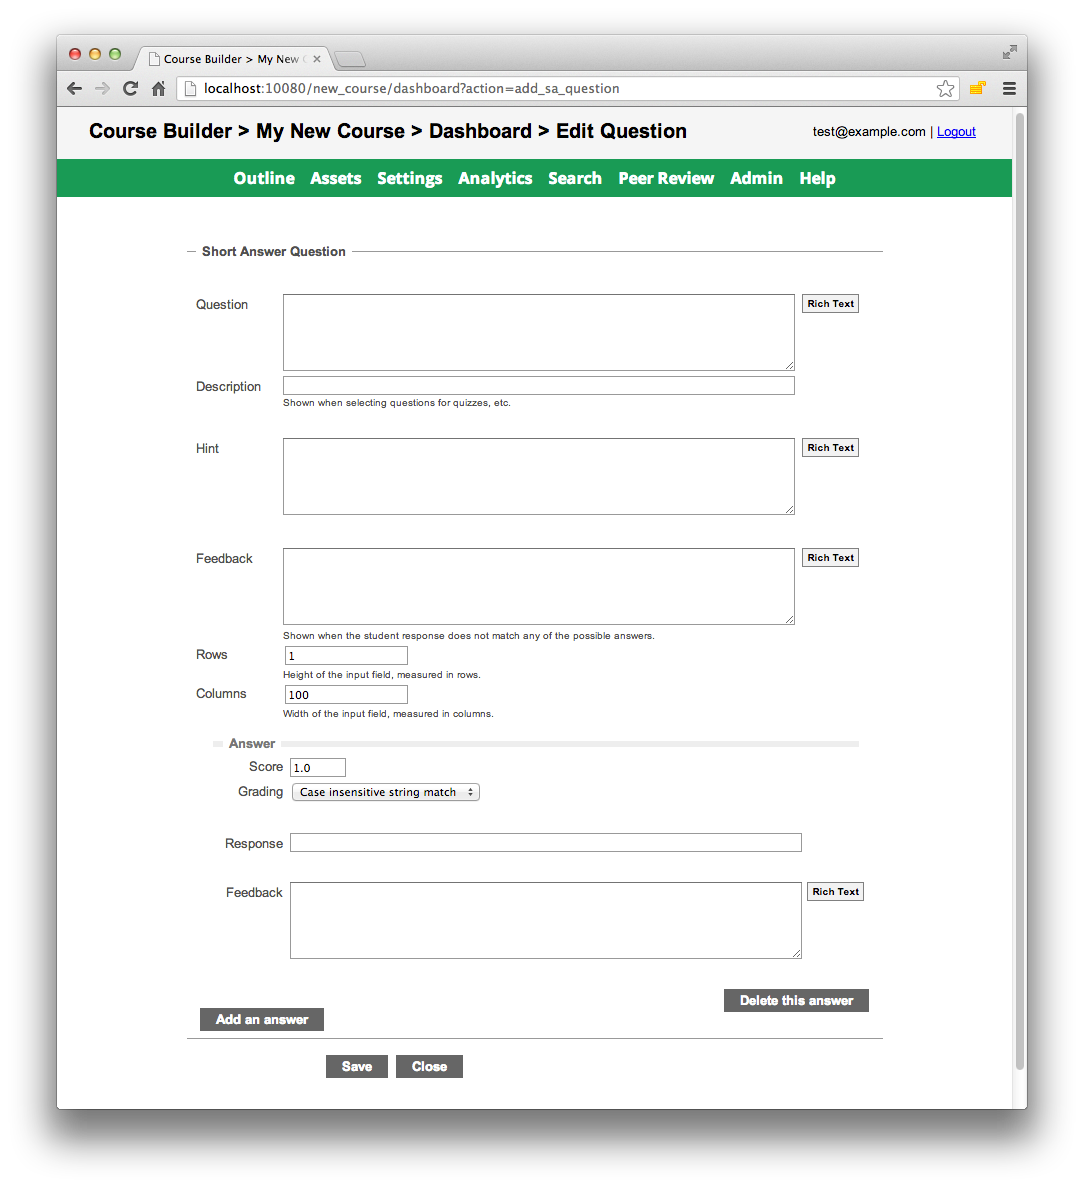 Course Builder > My New C
localhost:10080/new_course/dashboard?action=add_sa_question
Course Builder > My New Course > Dashboard > Edit Question
test@example.com | Logout
Outline Assets Settings Analytics Search Peer Review Admin Help
Short Answer Question
Question
Rich Text
Description
Shown when selecting questions for quizzes, etc.
Hint
Rich Text
Feedback
Rich Text
Shown when the student response does not match any of the possible answers.
Rows 1
Height of the input field, measured in rows.
Columns 100
Width of the input field, measured in columns.
Answer
Score 1.0
Grading Case insensitive string match
Response
Feedback
Rich Text
Delete this answer
Add an answer
Save Close